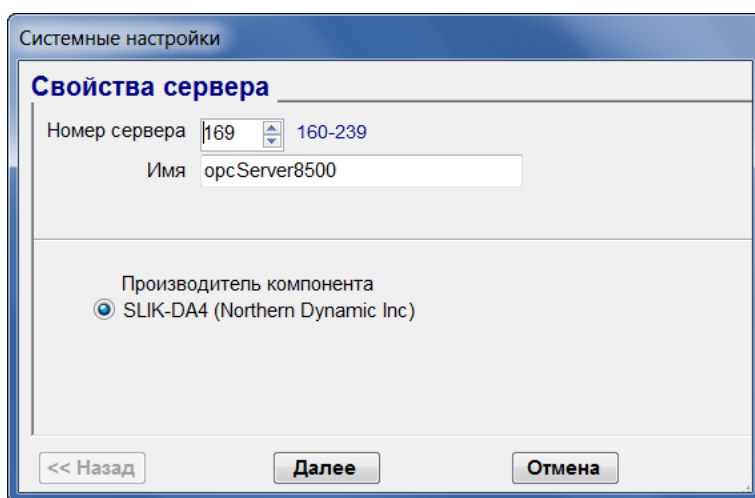 Системные настройки
Свойства сервера
Номер сервера 169 160-239
Имя opcServer8500
Производитель компонента
SLIK-DA4 (Northern Dynamic Inc)
<< Назад Далее Отмена